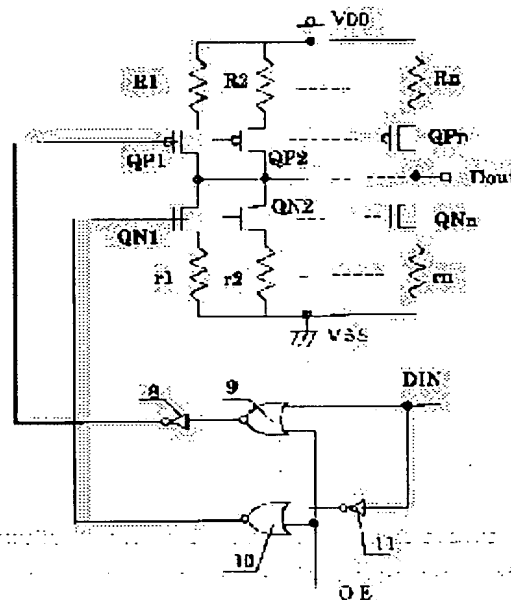 VDD
R1 R2 Rn
QP1 QP2 QPn
Dout
QN1 QN2 QNn
r1 r2 rn
VSS
8 9 DIN
10 11
OE